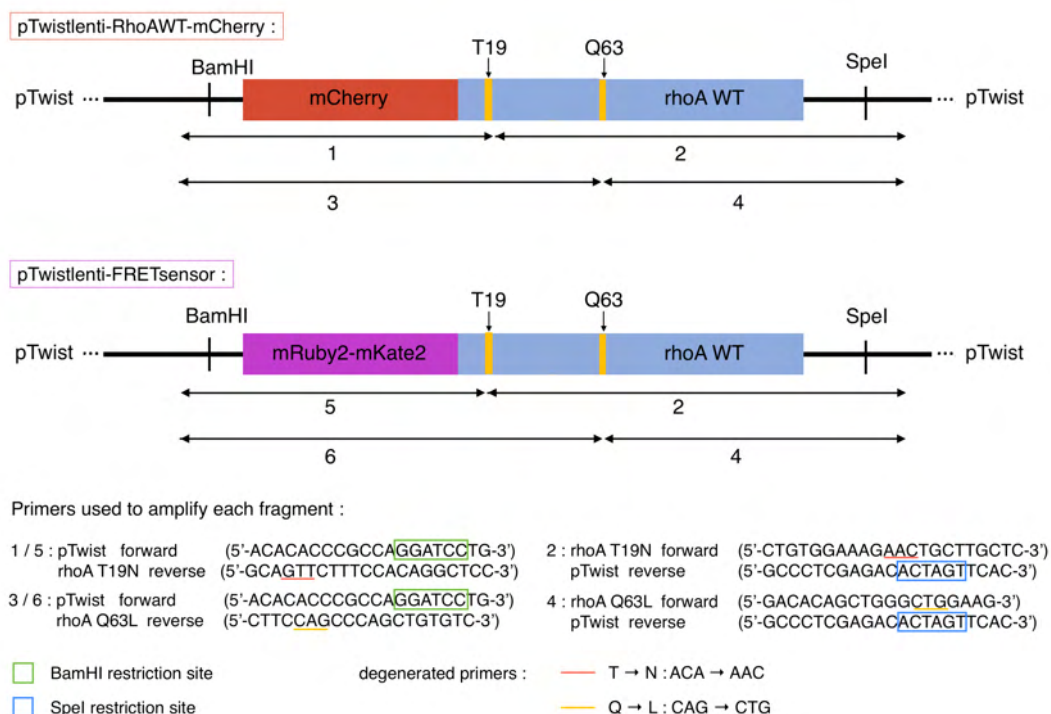 pTwistlenti-RhoAWT-mCherry :
T19 Q63
BamHI SpeI
pTwist ... mCherry rhoA WT ... pTwist
1 2
3 4
pTwistlenti-FRETsensor :
T19 Q63
BamHI SpeI
pTwist ... mRuby2-mKate2 rhoA WT ... pTwist
5 2
6 4
Primers used to amplify each fragment :
1 / 5 : pTwist forward (5'-ACACACCCGCCAGGATCCTG-3')
rhoA T19N reverse (5'-GCAGTTCTTTCCACAGGCTCC-3')
3 / 6 : pTwist forward (5'-ACACACCCGCCAGGATCCTG-3')
rhoA Q63L reverse (5'-CTTCCAGCCCAGCTGTGTC-3')
2 : rhoA T19N forward (5'-CTGTGGAAAGAACTGCTTGCTC-3')
pTwist reverse (5'-GCCCTCGAGACACTAGTTCAC-3')
4 : rhoA Q63L forward (5'-GACACAGCTGGGCTGGAAG-3')
pTwist reverse (5'-GCCCTCGAGACACTAGTTCAC-3')
BamHI restriction site
SpeI restriction site
degenerated primers :
T → N : ACA → AAC
Q → L : CAG → CTG